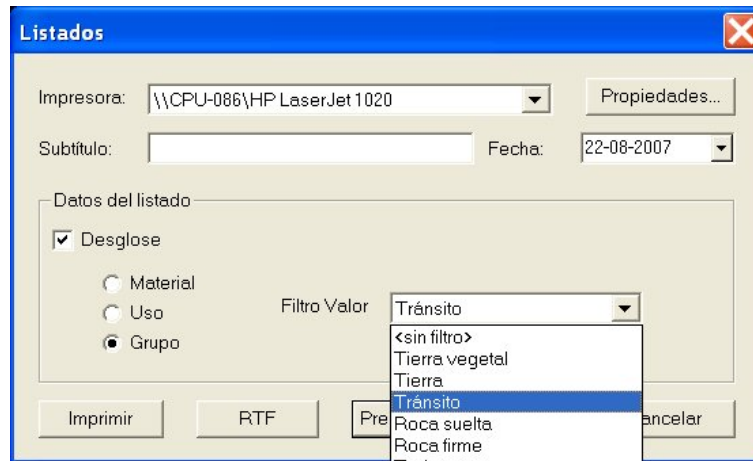 Listados
Impresora: \\CPU-086\HP LaserJet 1020 Propiedades...
Subtítulo: Fecha: 22-08-2007
Datos del listado
Desglose
Material
Uso Filtro Valor Tránsito
Grupo
<sin filtro>
Tierra vegetal
Tierra
Tránsito
Roca suelta
Roca firme
Imprimir RTF Pre ancelar